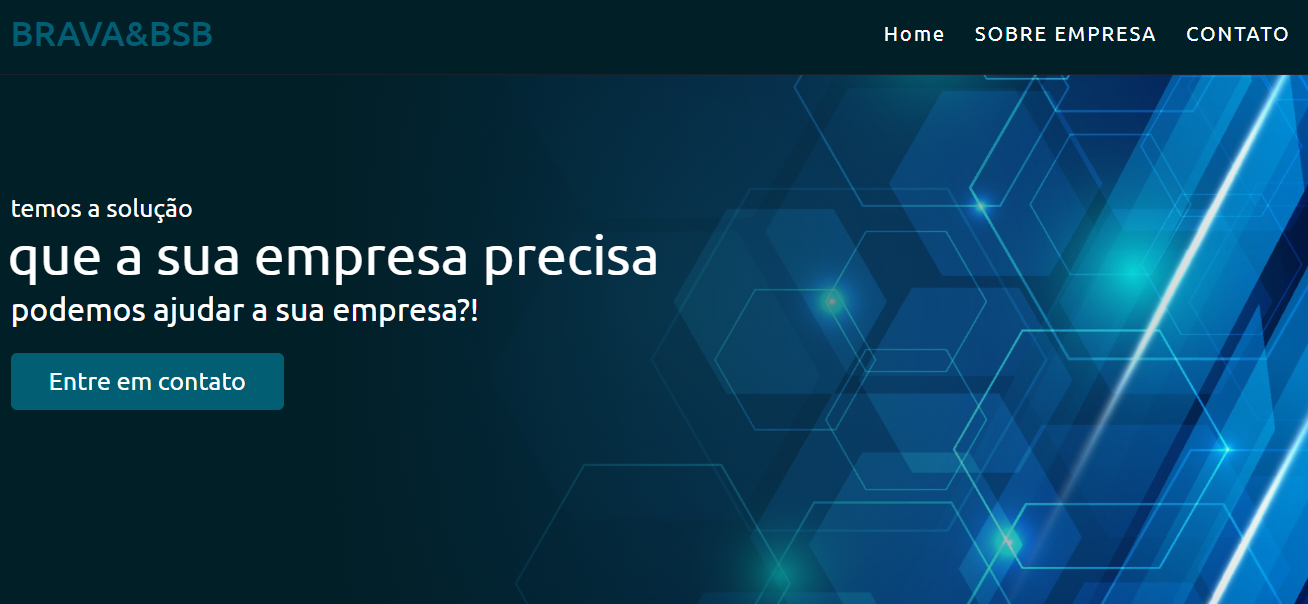 BRAVA&BSB
Home SOBRE EMPRESA CONTATO
temos a solução
que a sua empresa precisa
podemos ajudar a sua empresa?!
Entre em contato